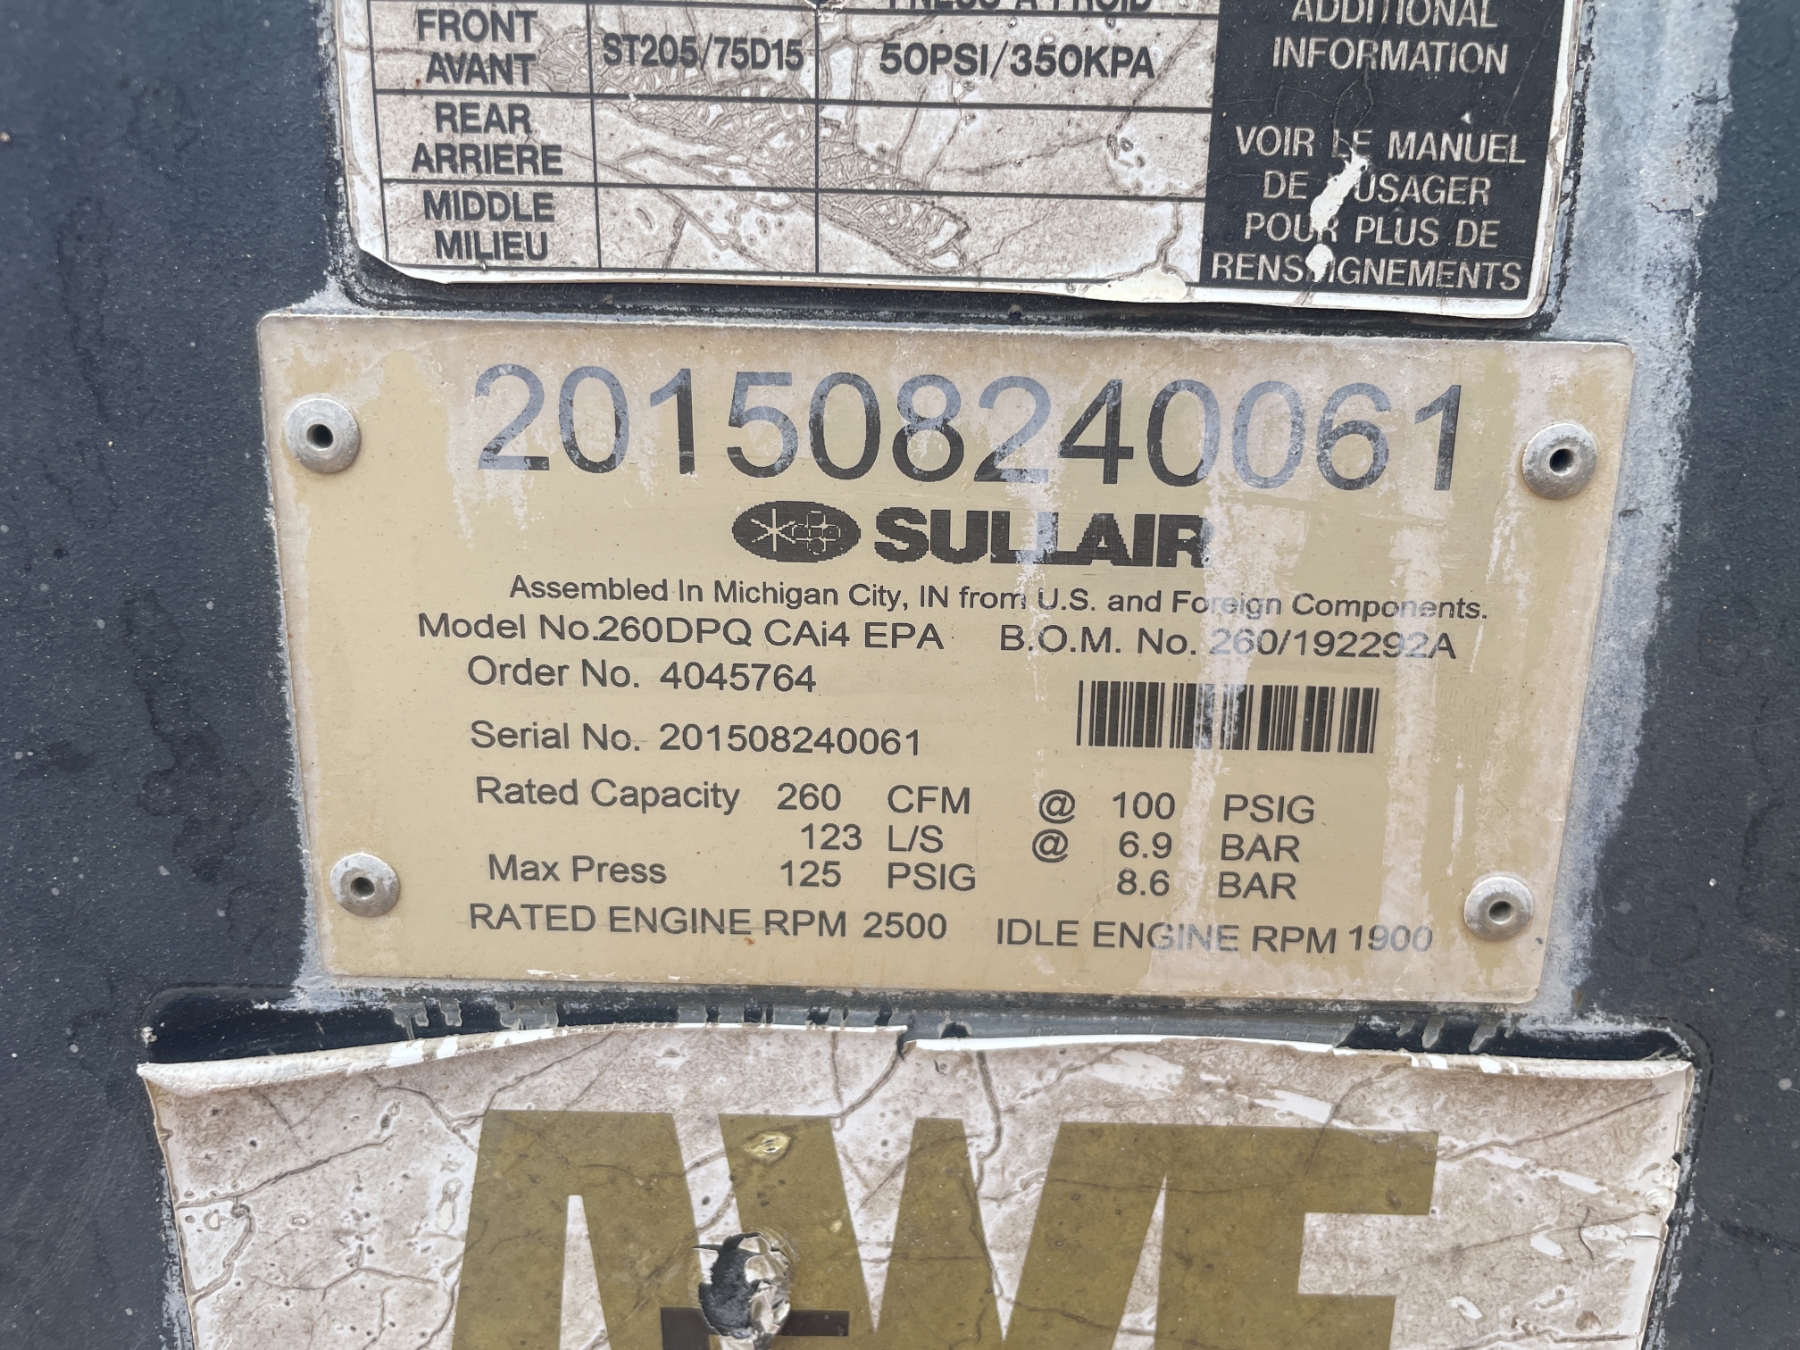 FRONT
AVANT
ST205/75D15
50PSI/350KPA
REAR
ARRIERE
MIDDLE
MILIEU
ADDITIONAL
INFORMATION
VOIR LE MANUEL
DE L'USAGER
POUR PLUS DE
RENSEIGNEMENTS
201508240061
SULLAIR
Assembled In Michigan City, IN from U.S. and Foreign Components.
Model No.260DPQ CAi4 EPA B.O.M. No. 260/192292A
Order No. 4045764
Serial No. 201508240061
Rated Capacity 260 CFM @ 100 PSIG
123 L/S @ 6.9 BAR
Max Press 125 PSIG 8.6 BAR
RATED ENGINE RPM 2500 IDLE ENGINE RPM 1900